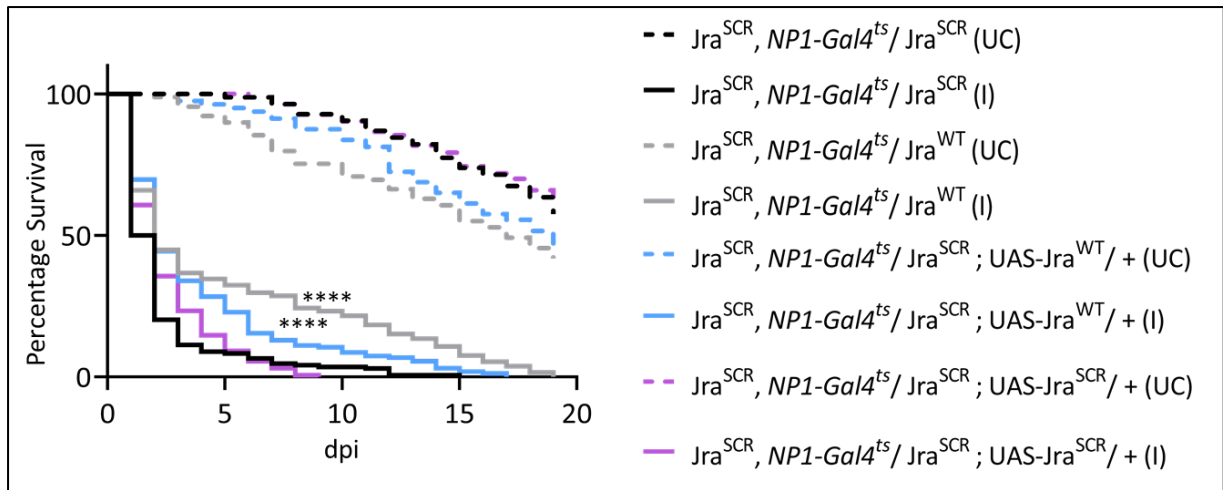 Percentage Survival
100
50
0
0 5 10 15 20
dpi
****
****
Jra^SCR, NP1-Gal4^ts/ Jra^SCR (UC)
Jra^SCR, NP1-Gal4^ts/ Jra^SCR (I)
Jra^SCR, NP1-Gal4^ts/ Jra^WT (UC)
Jra^SCR, NP1-Gal4^ts/ Jra^WT (I)
Jra^SCR, NP1-Gal4^ts/ Jra^SCR ; UAS-Jra^WT/ + (UC)
Jra^SCR, NP1-Gal4^ts/ Jra^SCR ; UAS-Jra^WT/ + (I)
Jra^SCR, NP1-Gal4^ts/ Jra^SCR ; UAS-Jra^SCR/ + (UC)
Jra^SCR, NP1-Gal4^ts/ Jra^SCR ; UAS-Jra^SCR/ + (I)